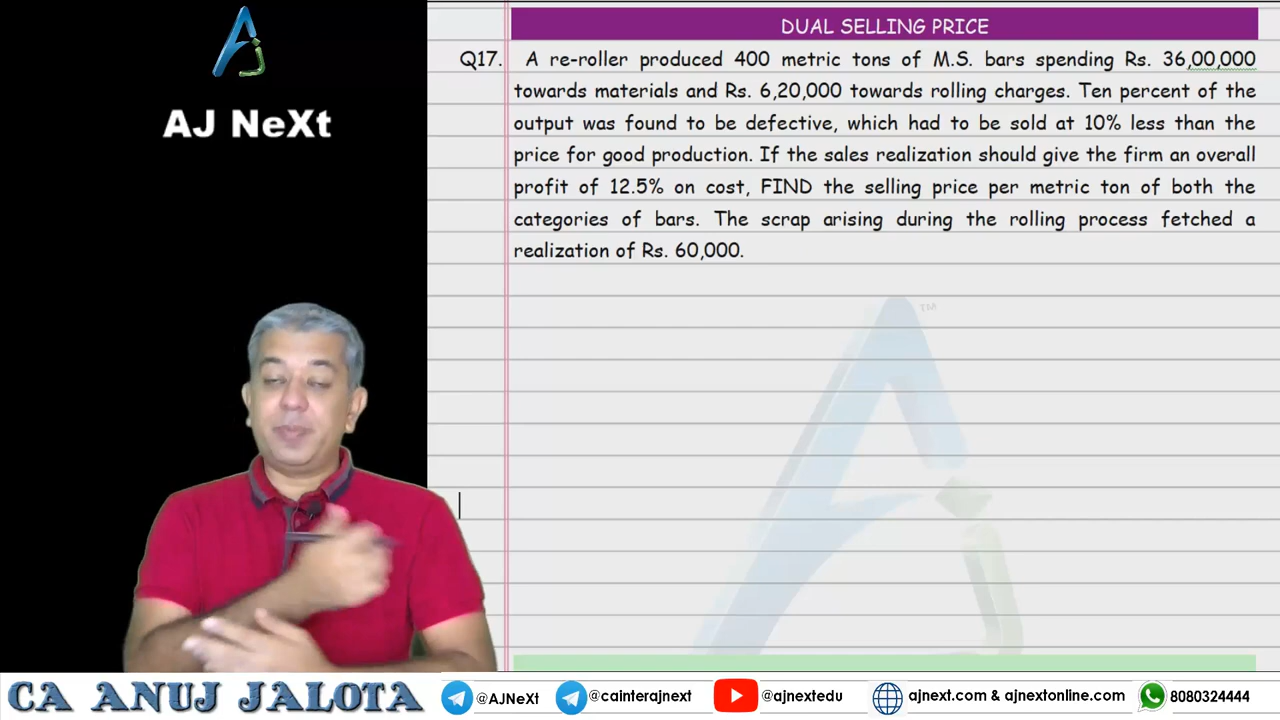 DUAL SELLING PRICE
AJ NeXt
Q17. A re-roller produced 400 metric tons of M.S. bars spending Rs. 36,00,000
towards materials and Rs. 6,20,000 towards rolling charges. Ten percent of the
output was found to be defective, which had to be sold at 10% less than the
price for good production. If the sales realization should give the firm an overall
profit of 12.5% on cost, FIND the selling price per metric ton of both the
categories of bars. The scrap arising during the rolling process fetched a
realization of Rs. 60,000.
TM
CA ANUJ JALOTA
@AJNeXt
@cainterajnext
@ajnextedu
ajnext.com & ajnextonline.com
8080324444